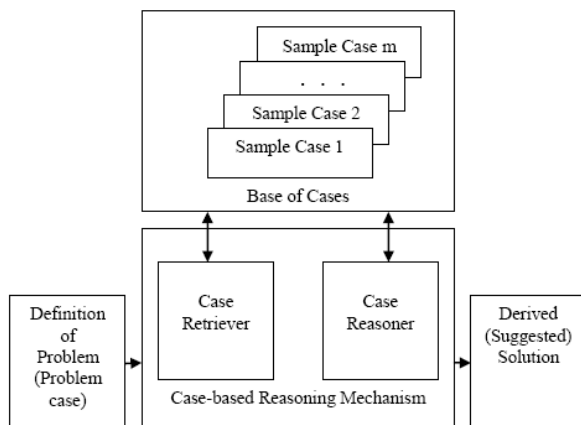 Sample Case m
. . .
Sample Case 2
Sample Case 1
Base of Cases
Definition
of
Problem
(Problem
case)
Case
Retriever
Case
Reasoner
Case-based Reasoning Mechanism
Derived
(Suggested)
Solution